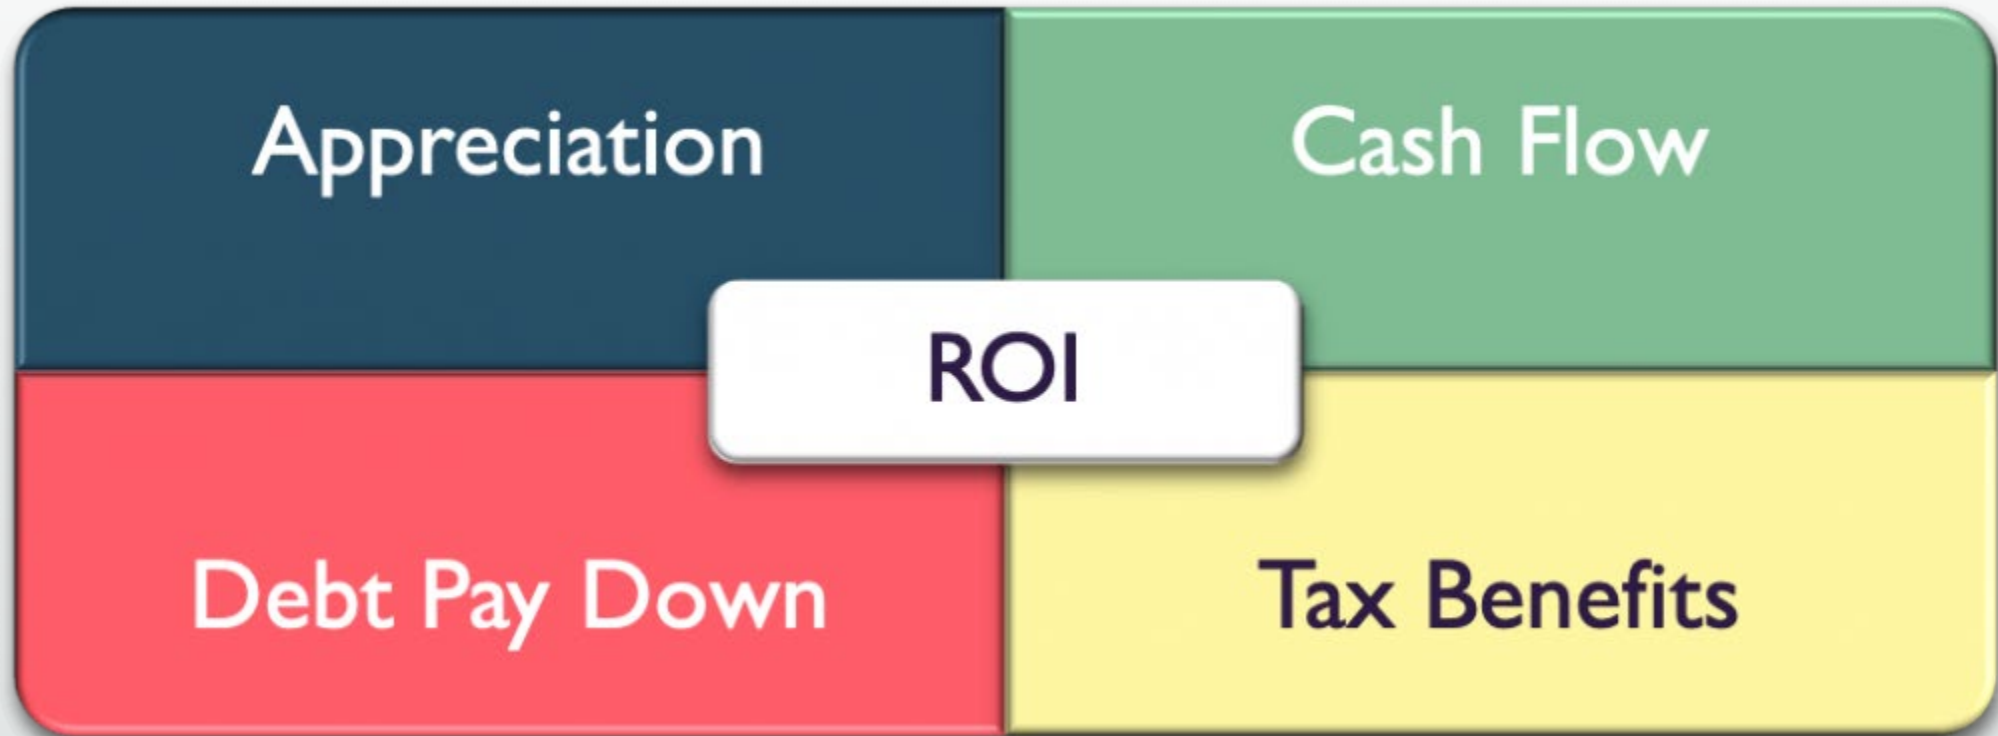 Appreciation
Cash Flow
ROI
Debt Pay Down
Tax Benefits